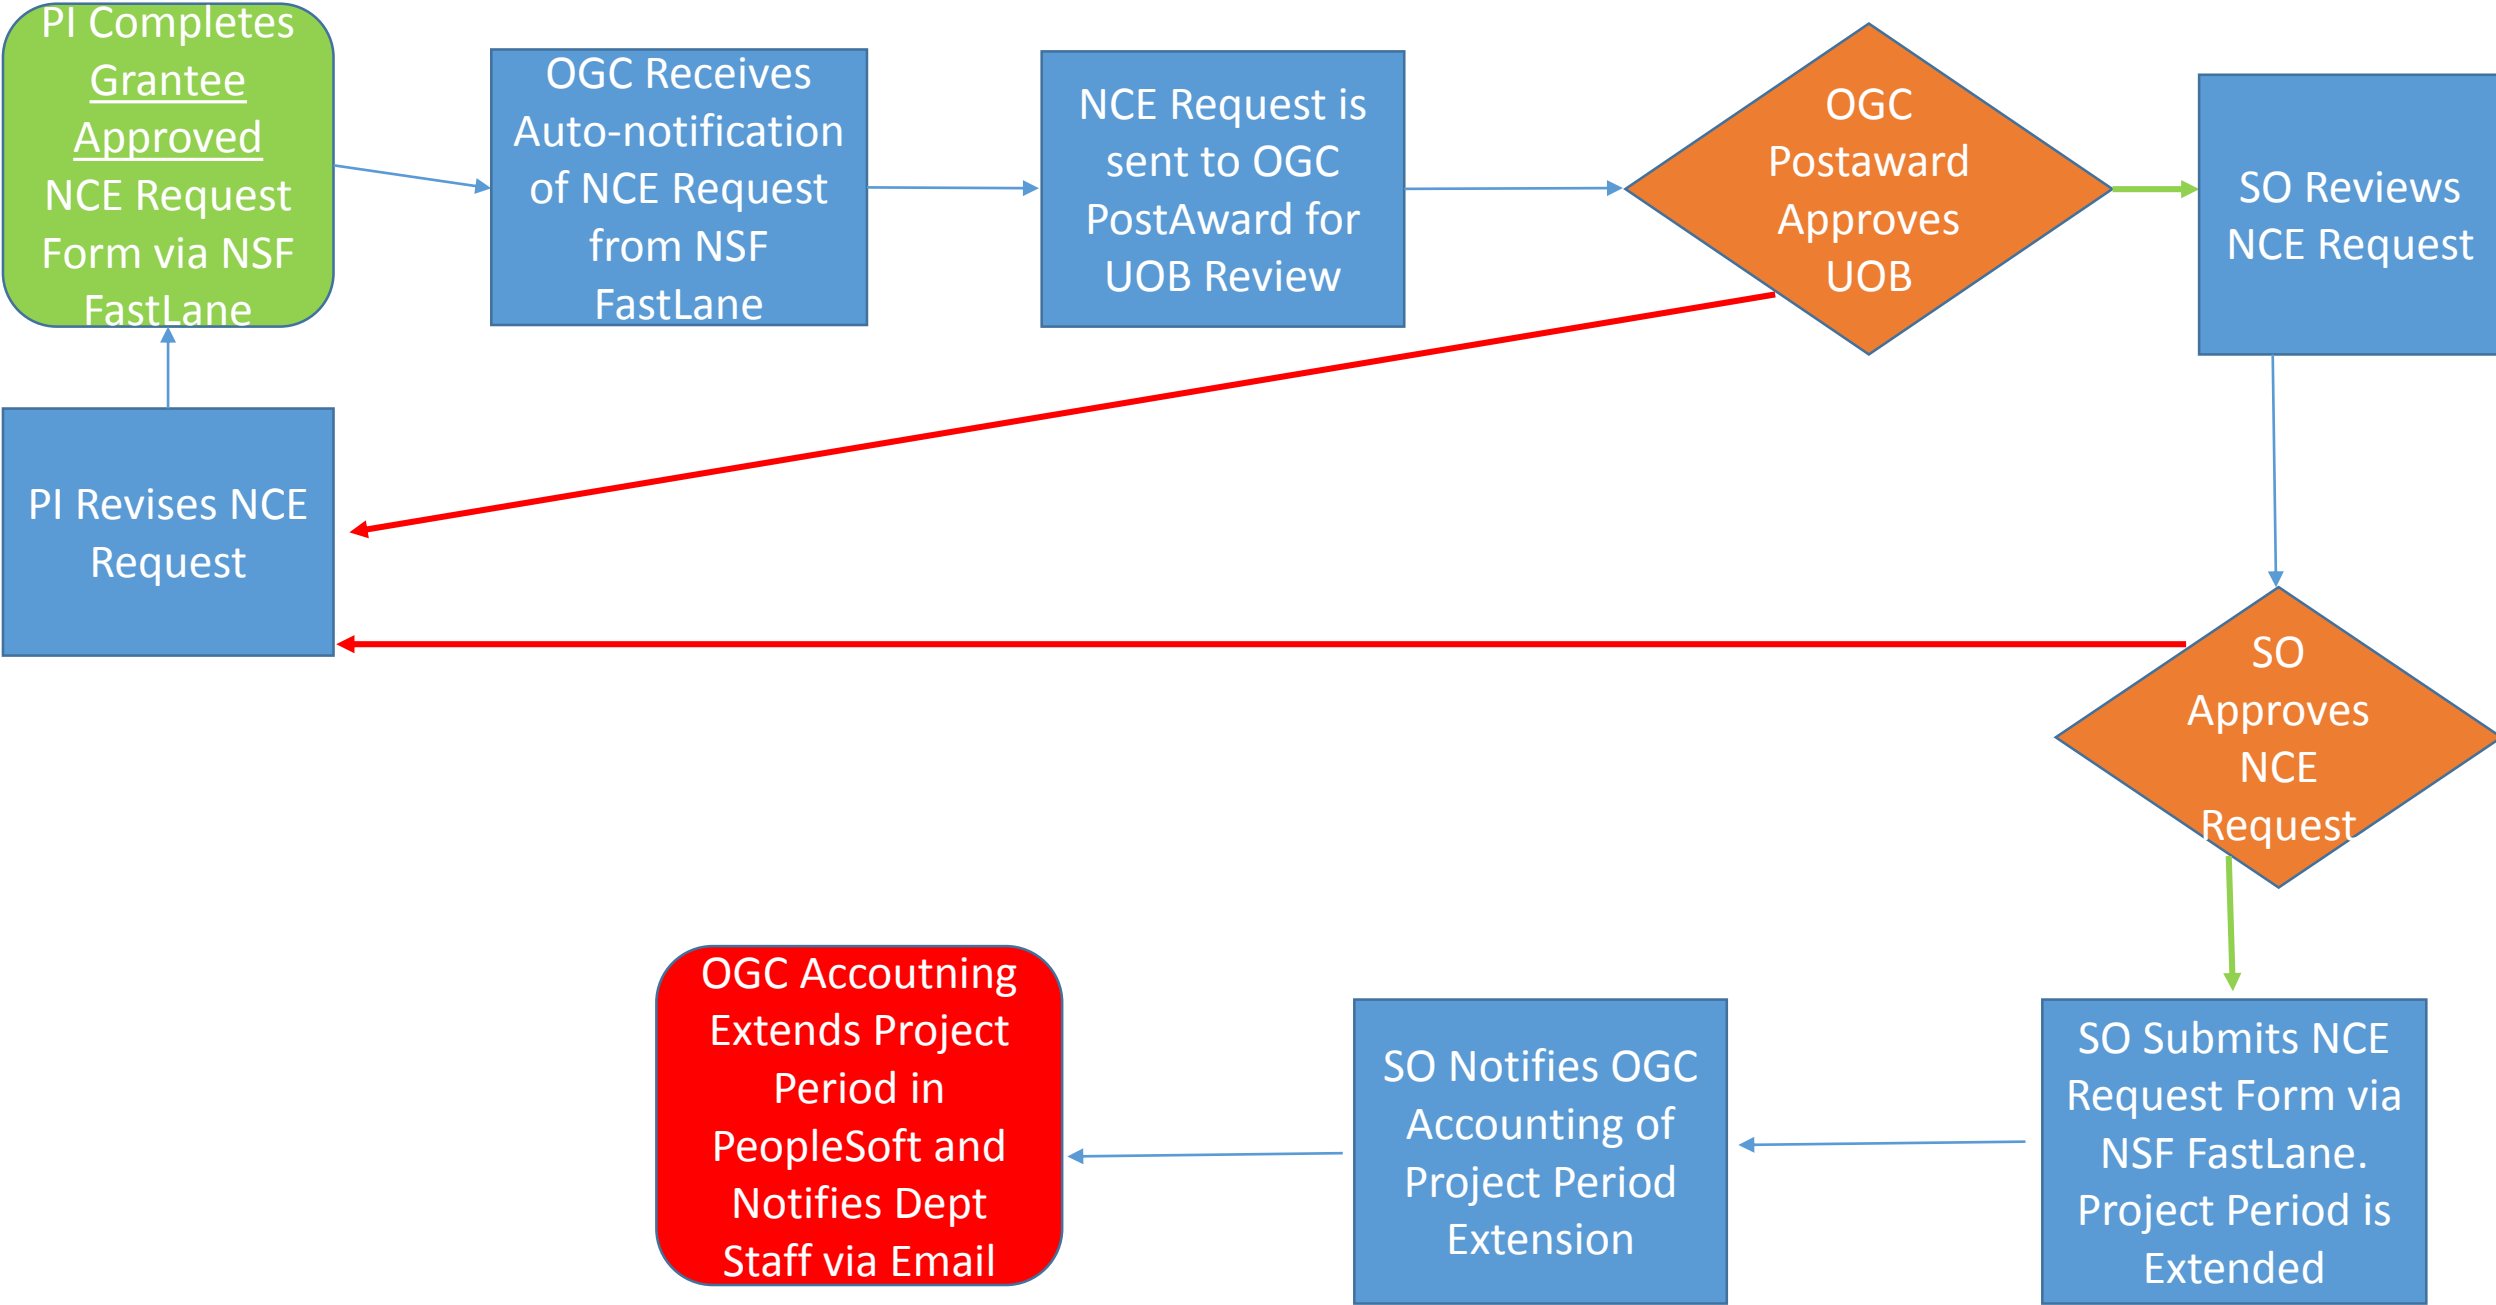 PI Completes
Grantee
Approved
NCE Request
Form via NSF
FastLane
OGC Receives
Auto-notification
of NCE Request
from NSF
FastLane
NCE Request is
sent to OGC
PostAward for
UOB Review
OGC
Postaward
Approves
UOB
SO Reviews
NCE Request
PI Revises NCE
Request
SO
Approves
NCE
Request
SO Submits NCE
Request Form via
NSF FastLane.
Project Period is
Extended
SO Notifies OGC
Accounting of
Project Period
Extension
OGC Accoutning
Extends Project
Period in
PeopleSoft and
Notifies Dept
Staff via Email